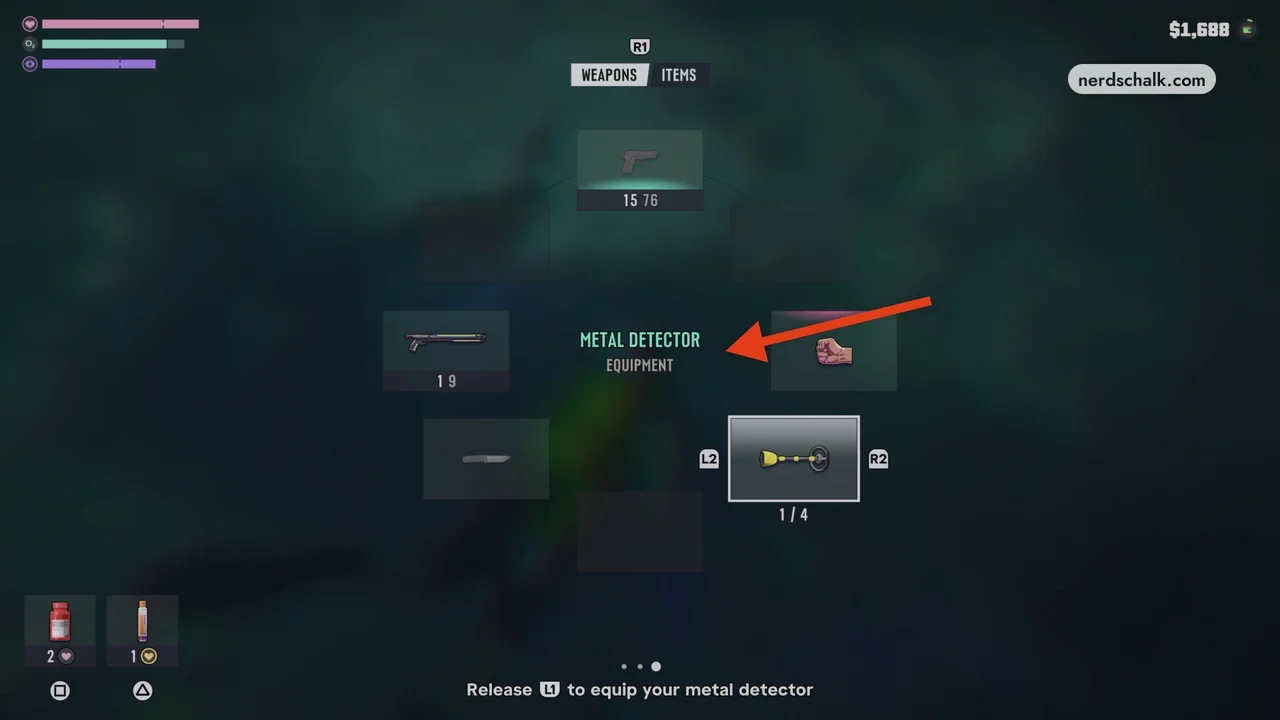 $1,688
R1
WEAPONS ITEMS
nerdschalk.com
15 76
METAL DETECTOR
EQUIPMENT
1 9
L2
R2
1 / 4
2
1
Release L1 to equip your metal detector